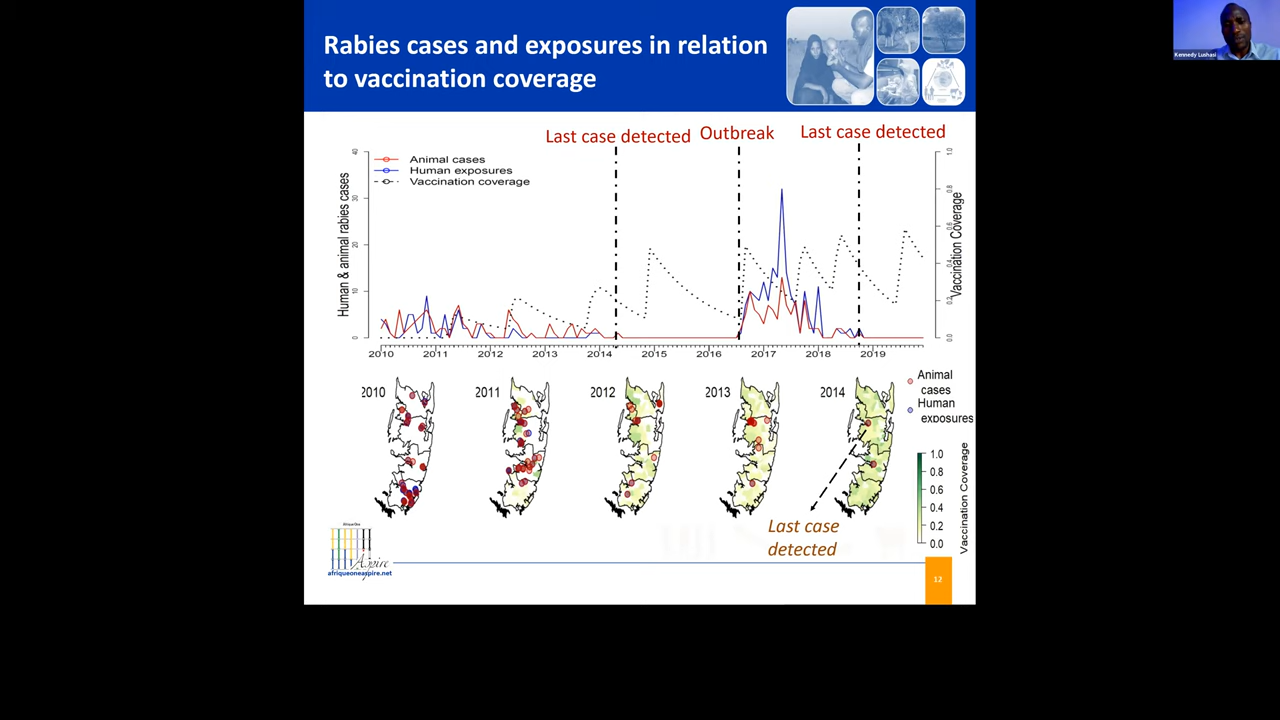 Kennedy Lushasi
Rabies cases and exposures in relation
to vaccination coverage
Last case detected
Outbreak
Last case detected
Animal cases
Human exposures
Vaccination coverage
Human & animal rabies cases
40
30
20
10
0
1.0
0.8
0.6
0.4
0.2
0.0
Vaccination Coverage
2010 2011 2012 2013 2014 2015 2016 2017 2018 2019
2010
2011
2012
2013
2014
Animal
cases
Human
exposures
1.0
0.8
0.6
0.4
0.2
0.0
Vaccination Coverage
Last case
detected
Aspire
afriqueoneaspire.net
12